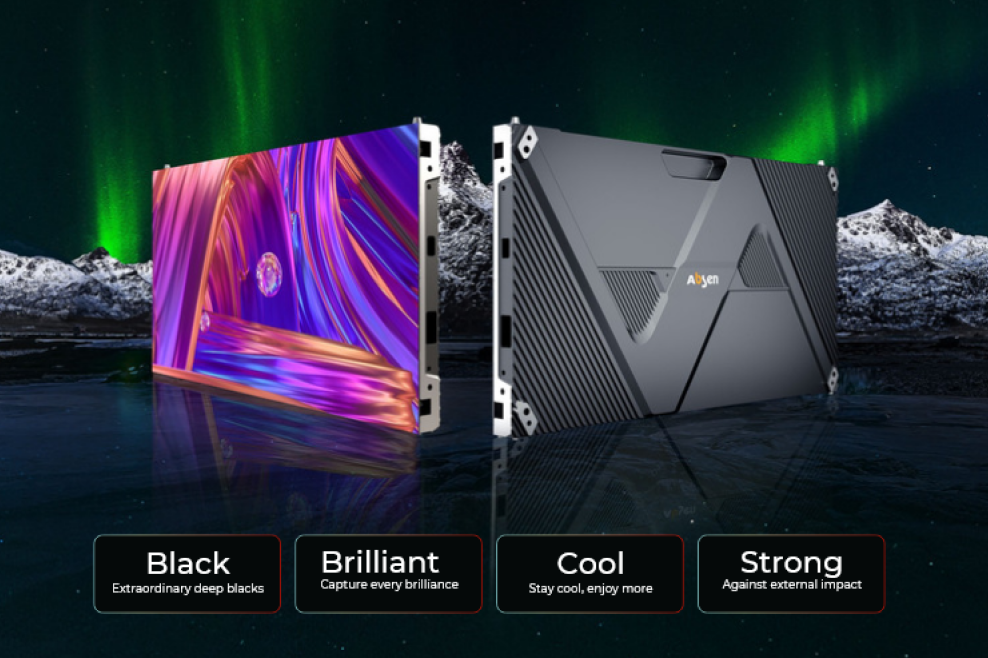 Absen
Black
Extraordinary deep blacks
Brilliant
Capture every brilliance
Cool
Stay cool, enjoy more
Strong
Against external impact